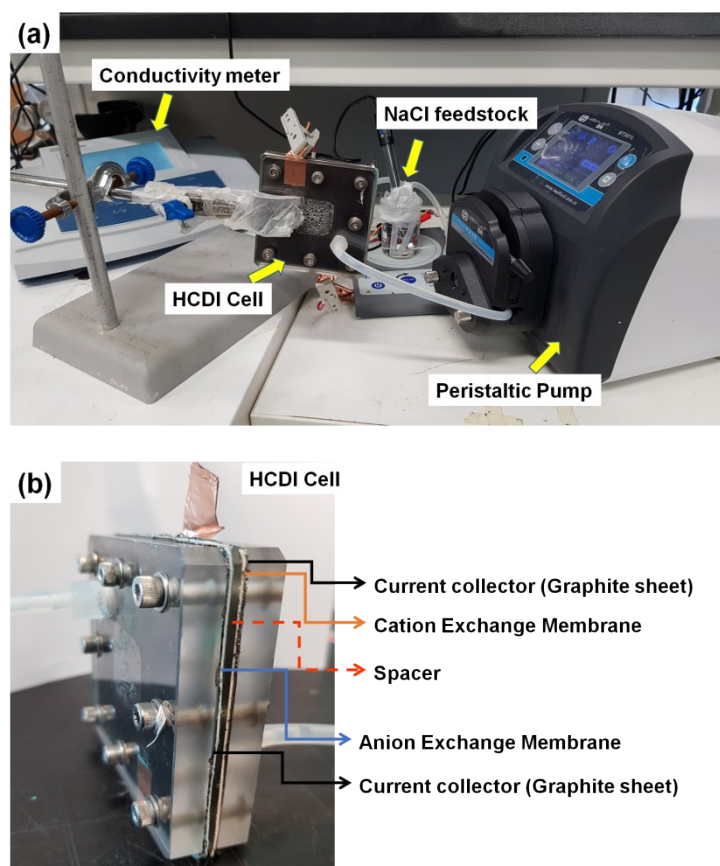 (a)
Conductivity meter
NaCl feedstock
HCDI Cell
Peristaltic Pump
(b)
HCDI Cell
Current collector (Graphite sheet)
Cation Exchange Membrane
Spacer
Anion Exchange Membrane
Current collector (Graphite sheet)